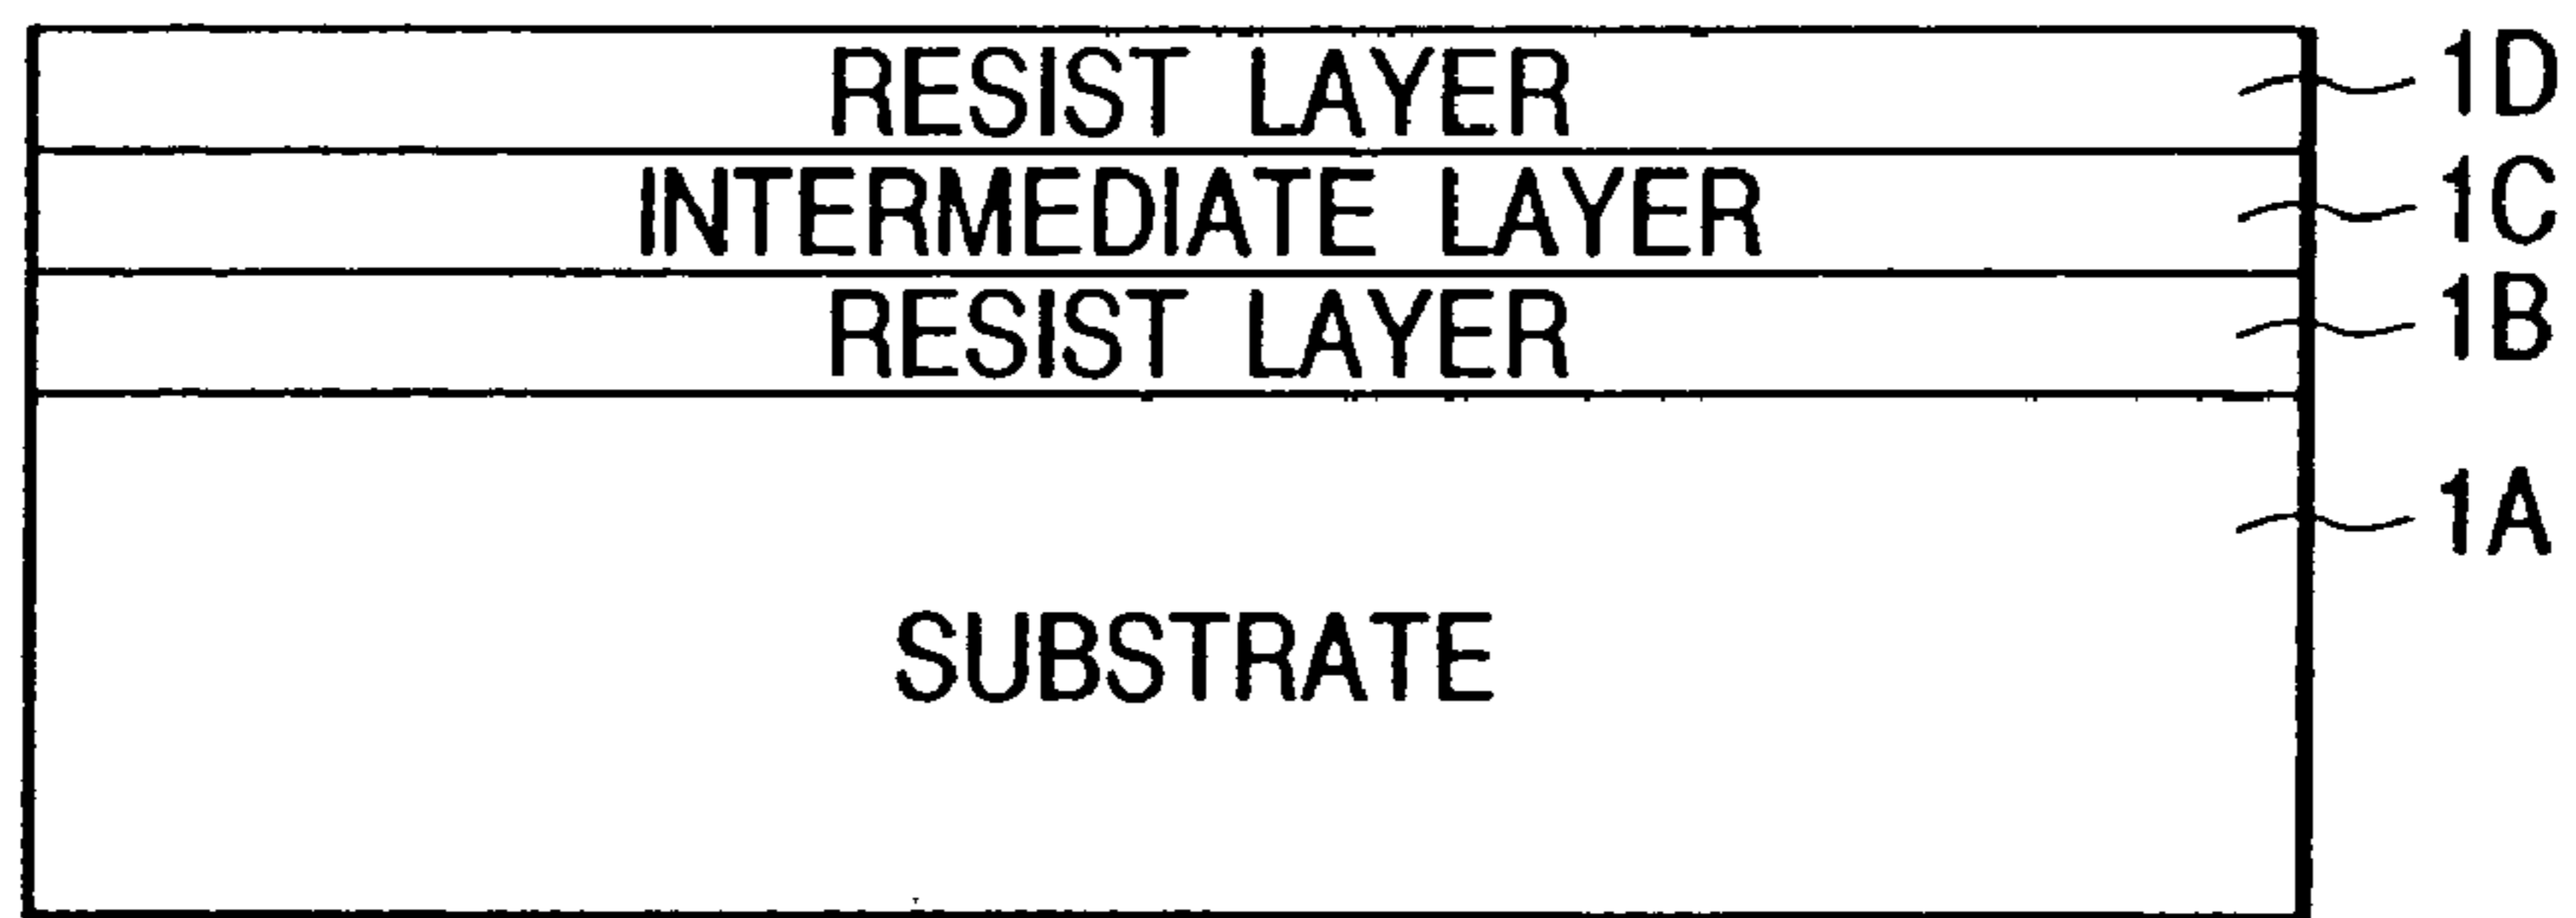 RESIST LAYER 1D
INTERMEDIATE LAYER 1C
RESIST LAYER 1B
1A
SUBSTRATE